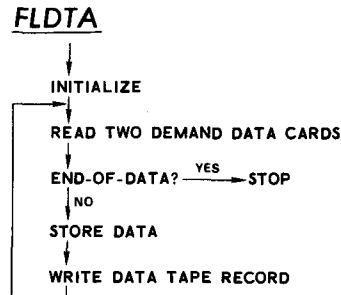 FLDTA
INITIALIZE
READ TWO DEMAND DATA CARDS
END-OF-DATA? YES STOP
NO
STORE DATA
WRITE DATA TAPE RECORD